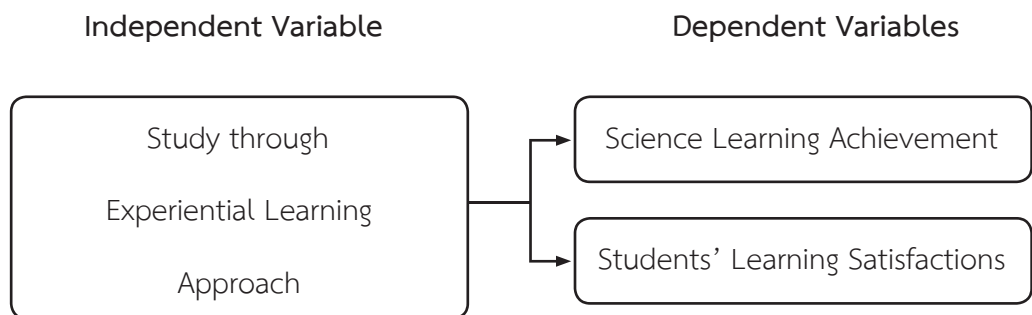 Independent Variable
Dependent Variables
Study through
Experiential Learning
Approach
Science Learning Achievement
Students’ Learning Satisfactions